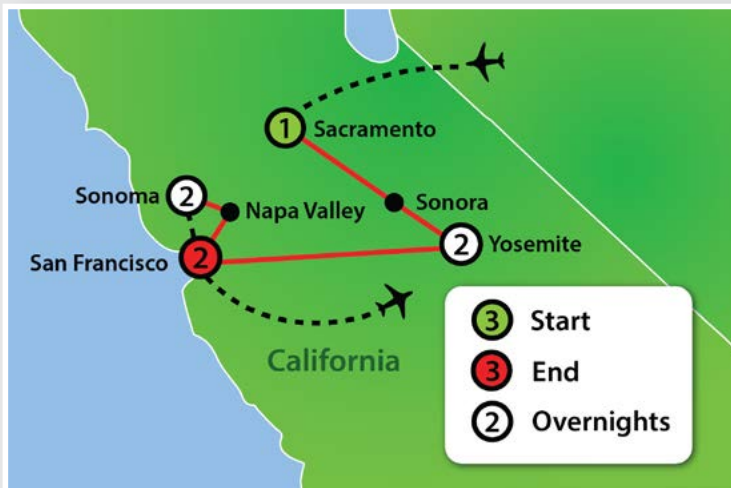 1 Sacramento
Sonoma 2
Napa Valley
Sonora
San Francisco 2
2 Yosemite
California
3 Start
3 End
2 Overnights